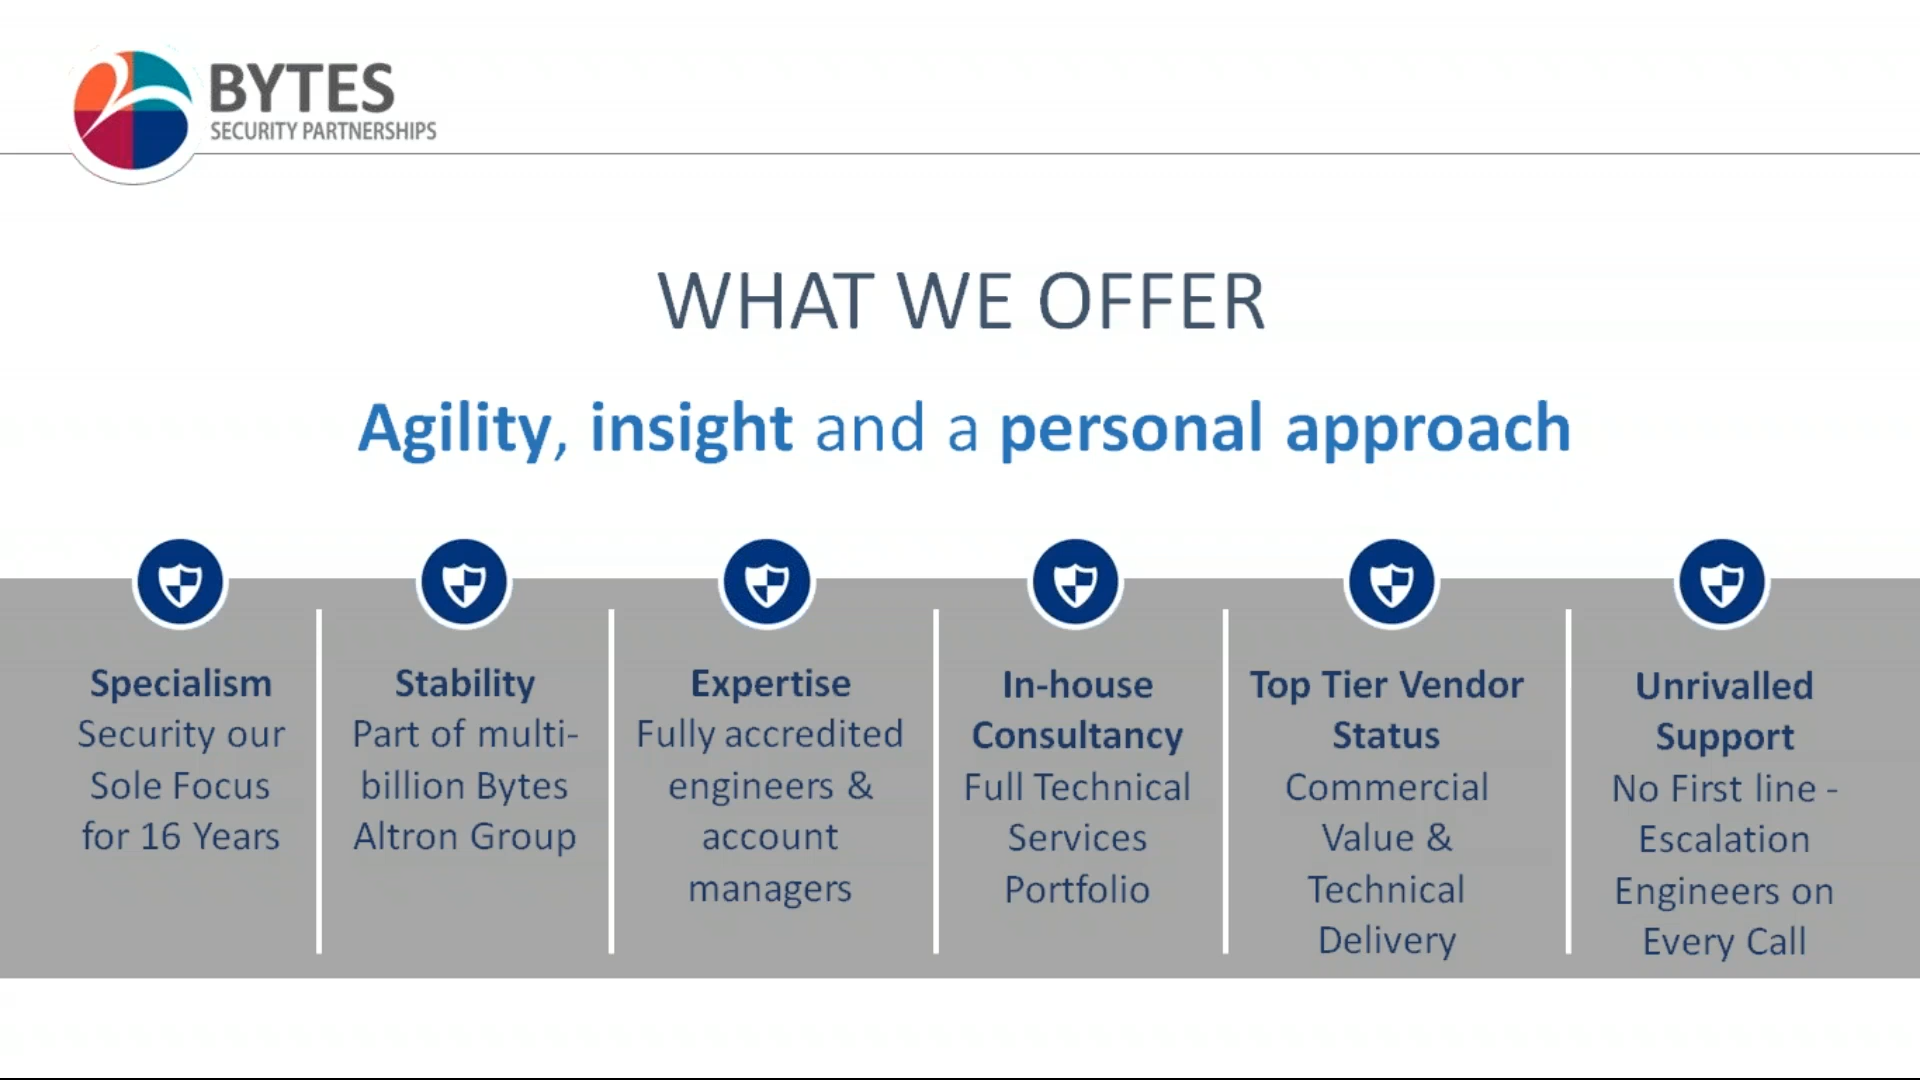 BYTES
SECURITY PARTNERSHIPS
WHAT WE OFFER
Agility, insight and a personal approach
Specialism
Security our
Sole Focus
for 16 Years
Stability
Part of multi-
billion Bytes
Altron Group
Expertise
Fully accredited
engineers &
account
managers
In-house
Consultancy
Full Technical
Services
Portfolio
Top Tier Vendor
Status
Commercial
Value &
Technical
Delivery
Unrivalled
Support
No First line -
Escalation
Engineers on
Every Call